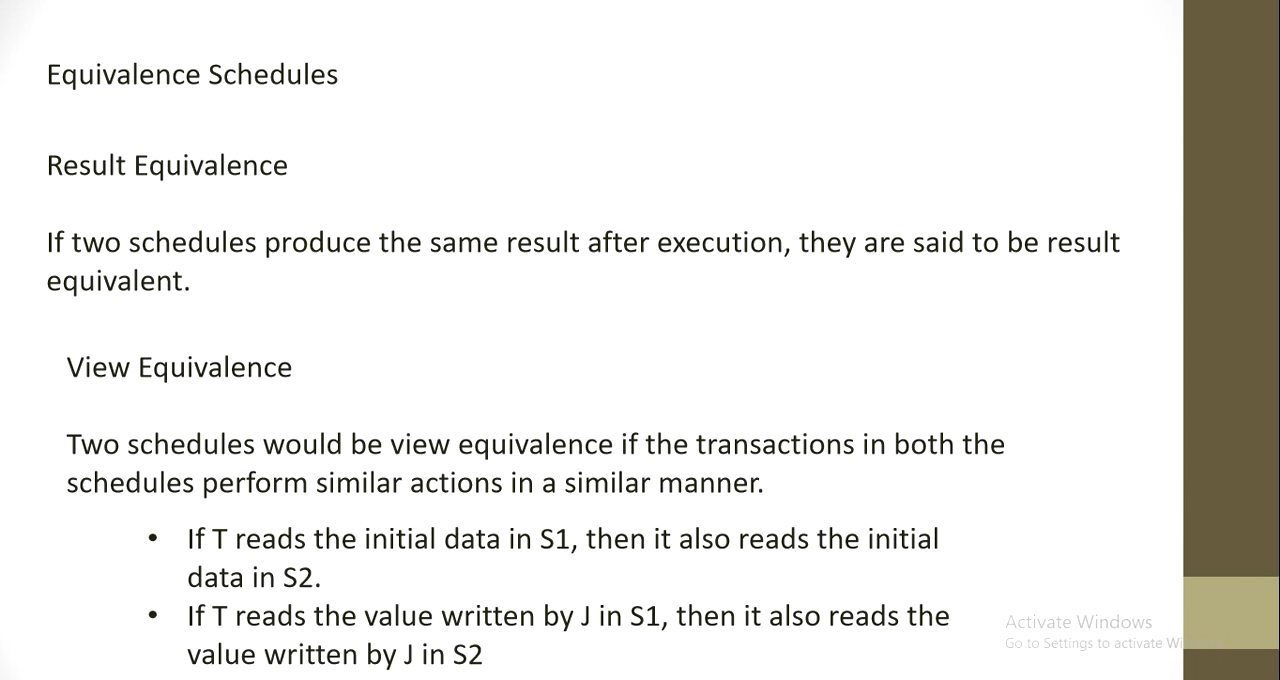 Equivalence Schedules
Result Equivalence
If two schedules produce the same result after execution, they are said to be result
equivalent.
View Equivalence
Two schedules would be view equivalence if the transactions in both the
schedules perform similar actions in a similar manner.
• If T reads the initial data in S1, then it also reads the initial
data in S2.
• If T reads the value written by J in S1, then it also reads the
value written by J in S2
Activate Windows
Go to Settings to activate